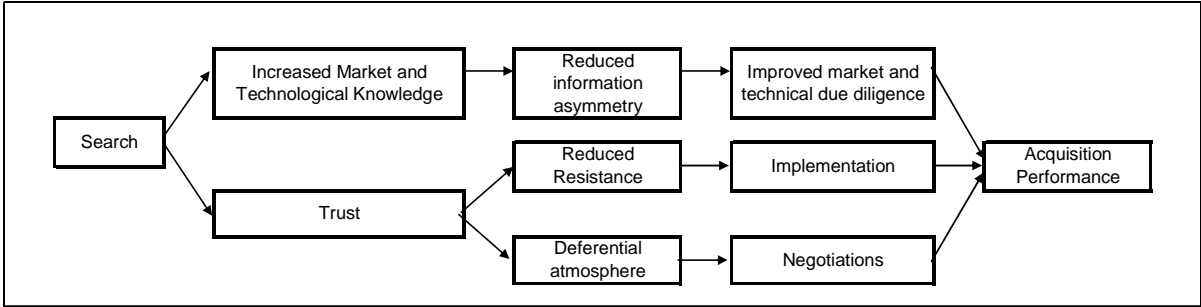 Search
Increased Market and
Technological Knowledge
Reduced
information
asymmetry
Improved market and
technical due diligence
Trust
Reduced
Resistance
Implementation
Deferential
atmosphere
Negotiations
Acquisition
Performance